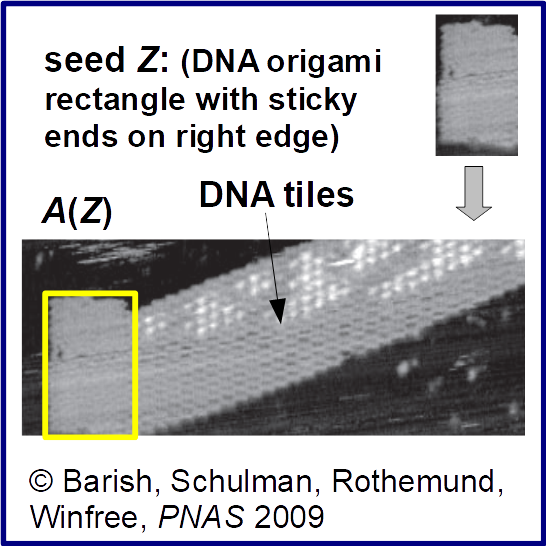 seed Z: (DNA origami
rectangle with sticky
ends on right edge)
A(Z)
DNA tiles
© Barish, Schulman, Rothemund,
Winfree, PNAS 2009